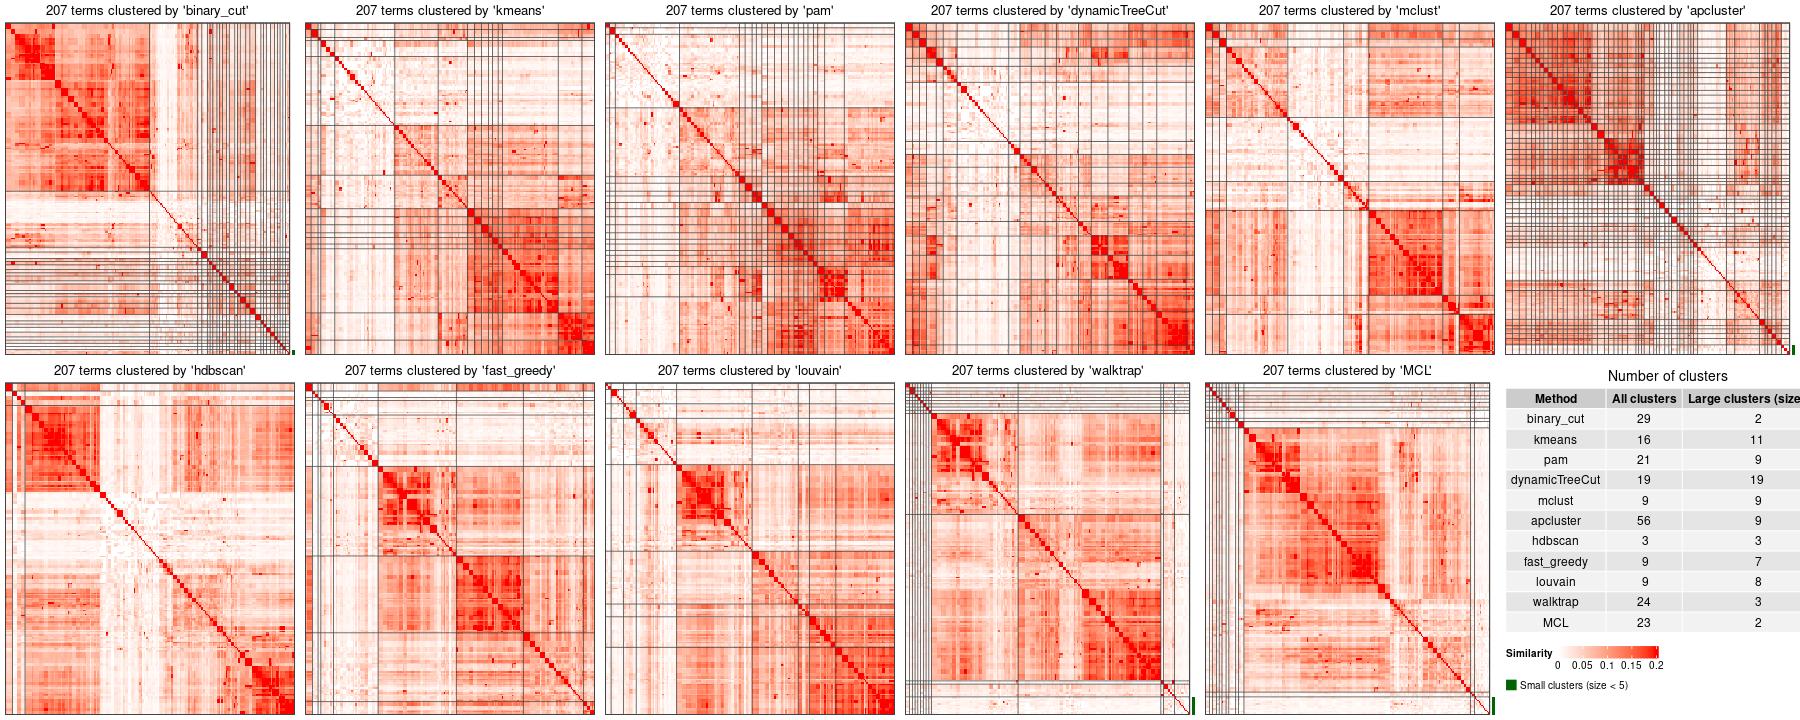 207 terms clustered by 'binary_cut'
207 terms clustered by 'kmeans'
207 terms clustered by 'pam'
207 terms clustered by 'dynamicTreeCut'
207 terms clustered by 'mclust'
207 terms clustered by 'apcluster'
207 terms clustered by 'hdbscan'
207 terms clustered by 'fast_greedy'
207 terms clustered by 'louvain'
207 terms clustered by 'walktrap'
207 terms clustered by 'MCL'
Number of clusters
Method All clusters Large clusters (size
binary_cut 29 2
kmeans 16 11
pam 21 9
dynamicTreeCut 19 19
mclust 9 9
apcluster 56 9
hdbscan 3 3
fast_greedy 9 7
louvain 9 8
walktrap 24 3
MCL 23 2
Similarity
0 0.05 0.1 0.15 0.2
Small clusters (size < 5)